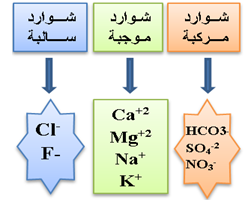 شوارد
مركبة
شوارد
موجبة
شوارد
سالبة
HCO3-
SO₄⁻²
NO₃⁻
Ca⁺²
Mg⁺²
Na⁺
K⁺
Cl⁻
F-